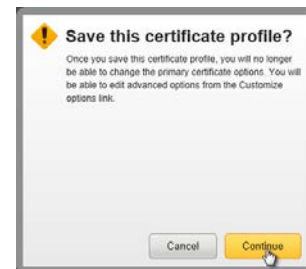 Save this certificate profile?
Once you save this certificate profile, you will no longer
be able to change the primary certificate options. You will
be able to edit advanced options from the Customize
options link.
Cancel
Continue